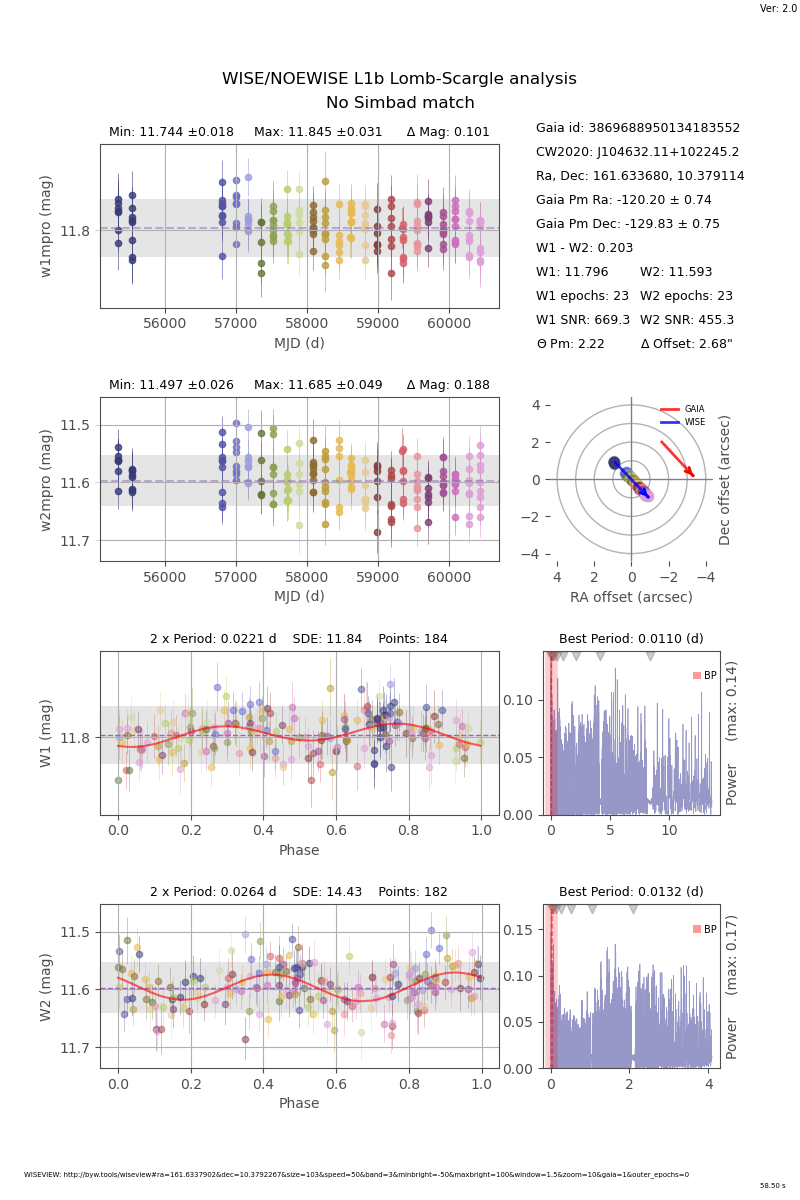 Ver: 2.0
WISE/NOEWISE L1b Lomb-Scargle analysis
No Simbad match
Min: 11.744 ±0.018 Max: 11.845 ±0.031 Δ Mag: 0.101
w1mpro (mag)
11.8
56000 57000 58000 59000 60000
MJD (d)
Gaia id: 3869688950134183552
CW2020: J104632.11+102245.2
Ra, Dec: 161.633680, 10.379114
Gaia Pm Ra: -120.20 ± 0.74
Gaia Pm Dec: -129.83 ± 0.75
W1 - W2: 0.203
W1: 11.796 W2: 11.593
W1 epochs: 23 W2 epochs: 23
W1 SNR: 669.3 W2 SNR: 455.3
Θ Pm: 2.22 Δ Offset: 2.68"
Min: 11.497 ±0.026 Max: 11.685 ±0.049 Δ Mag: 0.188
w2mpro (mag)
11.5
11.6
11.7
56000 57000 58000 59000 60000
MJD (d)
GAIA
WISE
4
2
0
−2
−4
Dec offset (arcsec)
4 2 0 −2 −4
RA offset (arcsec)
2 x Period: 0.0221 d SDE: 11.84 Points: 184
W1 (mag)
11.8
0.0 0.2 0.4 0.6 0.8 1.0
Phase
Best Period: 0.0110 (d)
BP
0.10
0.05
0.00
0 5 10
Power (max: 0.14)
2 x Period: 0.0264 d SDE: 14.43 Points: 182
W2 (mag)
11.5
11.6
11.7
0.0 0.2 0.4 0.6 0.8 1.0
Phase
Best Period: 0.0132 (d)
BP
0.15
0.10
0.05
0.00
0 2 4
Power (max: 0.17)
WISEVIEW: http://byw.tools/wiseview#ra=161.6337902&dec=10.3792267&size=103&speed=50&band=3&minbright=-50&maxbright=100&window=1.5&zoom=10&gaia=1&outer_epochs=0
58.50 s